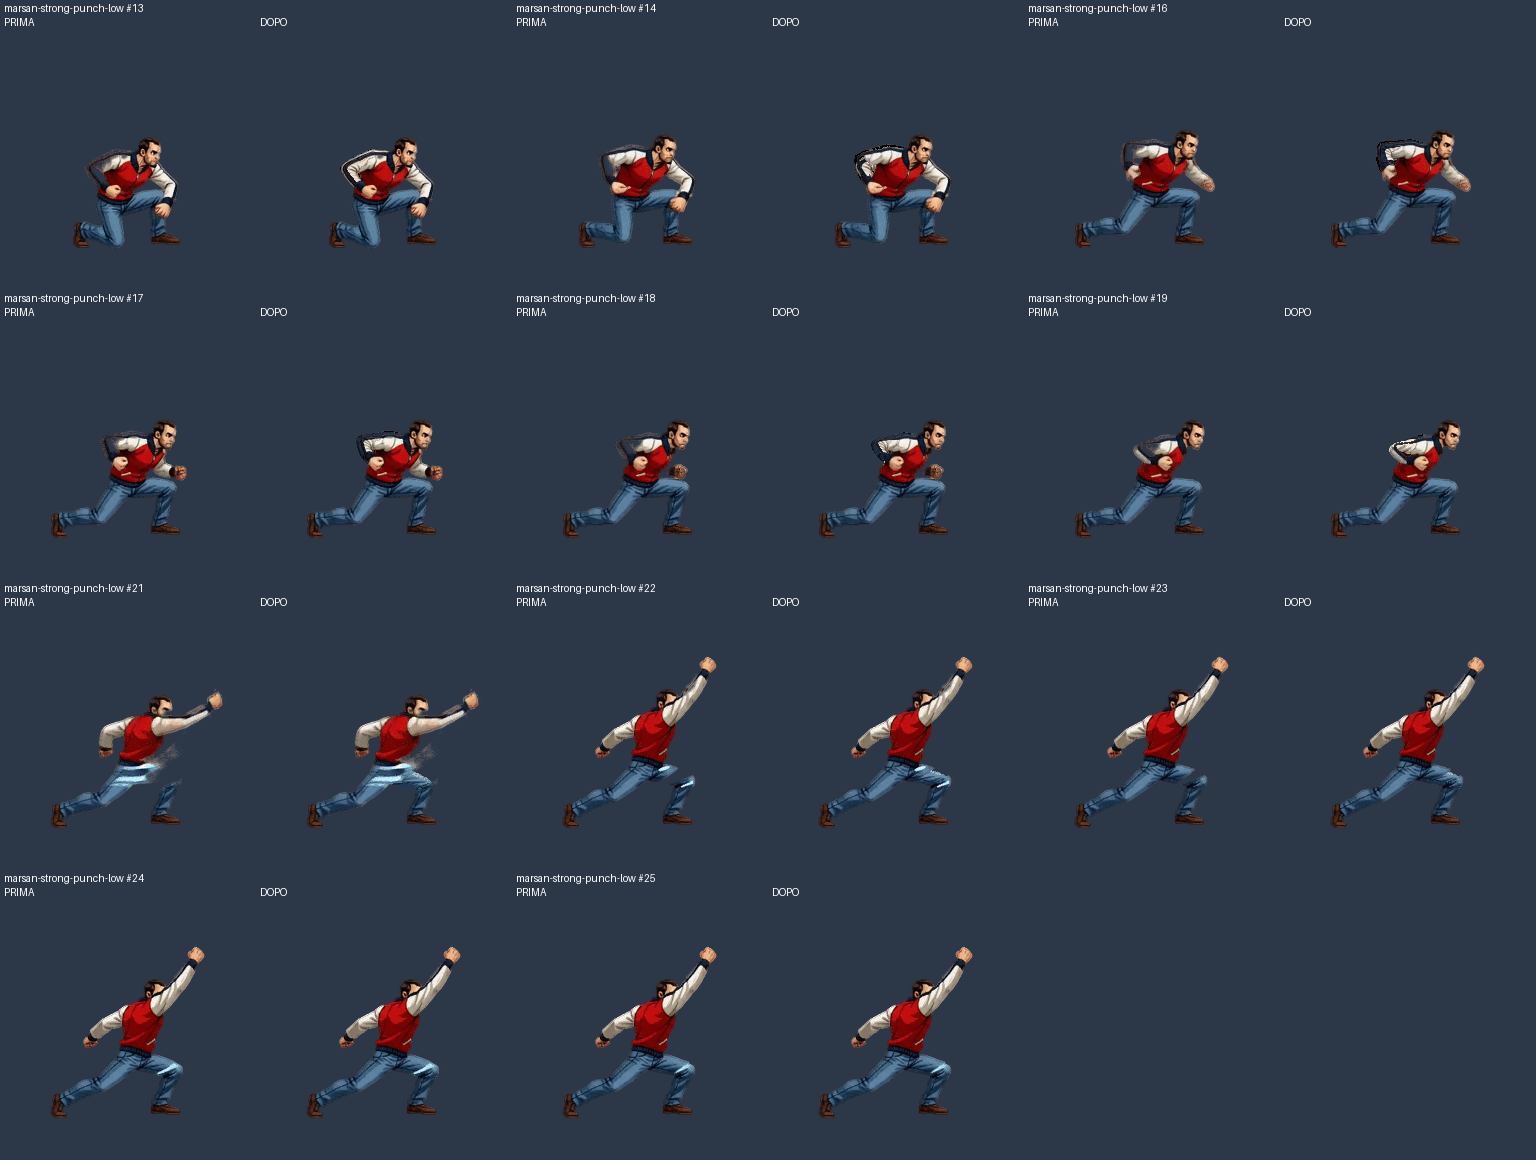 marsan-strong-punch-low #13
PRIMA
DOPO
marsan-strong-punch-low #14
PRIMA
DOPO
marsan-strong-punch-low #16
PRIMA
DOPO
marsan-strong-punch-low #17
PRIMA
DOPO
marsan-strong-punch-low #18
PRIMA
DOPO
marsan-strong-punch-low #19
PRIMA
DOPO
marsan-strong-punch-low #21
PRIMA
DOPO
marsan-strong-punch-low #22
PRIMA
DOPO
marsan-strong-punch-low #23
PRIMA
DOPO
marsan-strong-punch-low #24
PRIMA
DOPO
marsan-strong-punch-low #25
PRIMA
DOPO